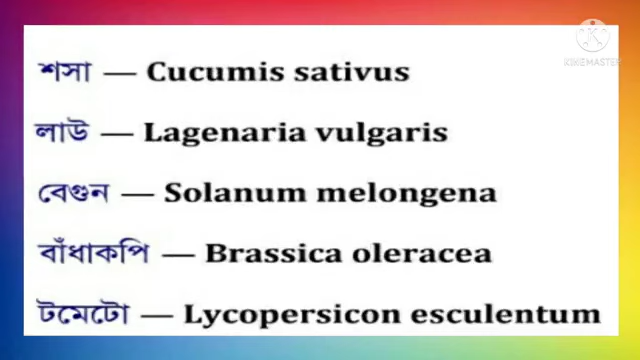 শসা — Cucumis sativus
লাউ — Lagenaria vulgaris
বেগুন — Solanum melongena
বাঁধাকপি — Brassica oleracea
টমেটো — Lycopersicon esculentum
KINEMASTER